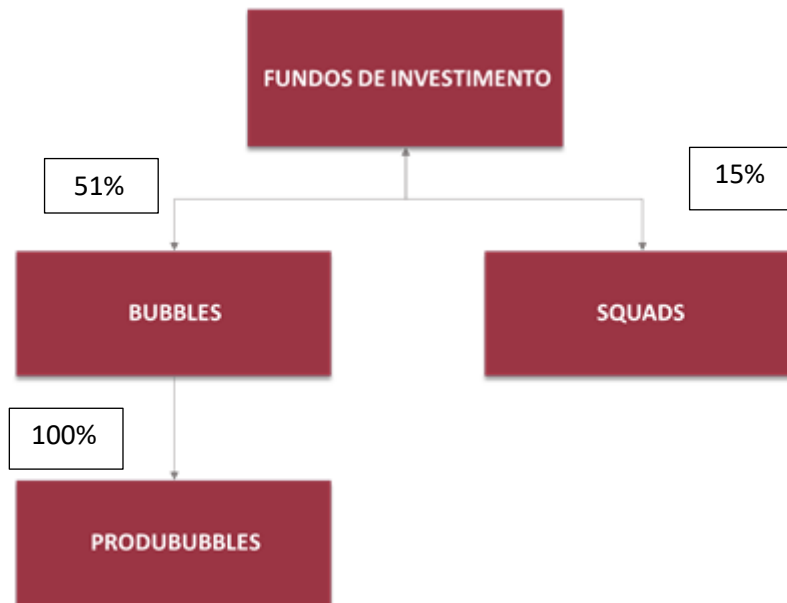 FUNDOS DE INVESTIMENTO
51%
15%
BUBBLES
SQUADS
100%
PRODUBUBBLES